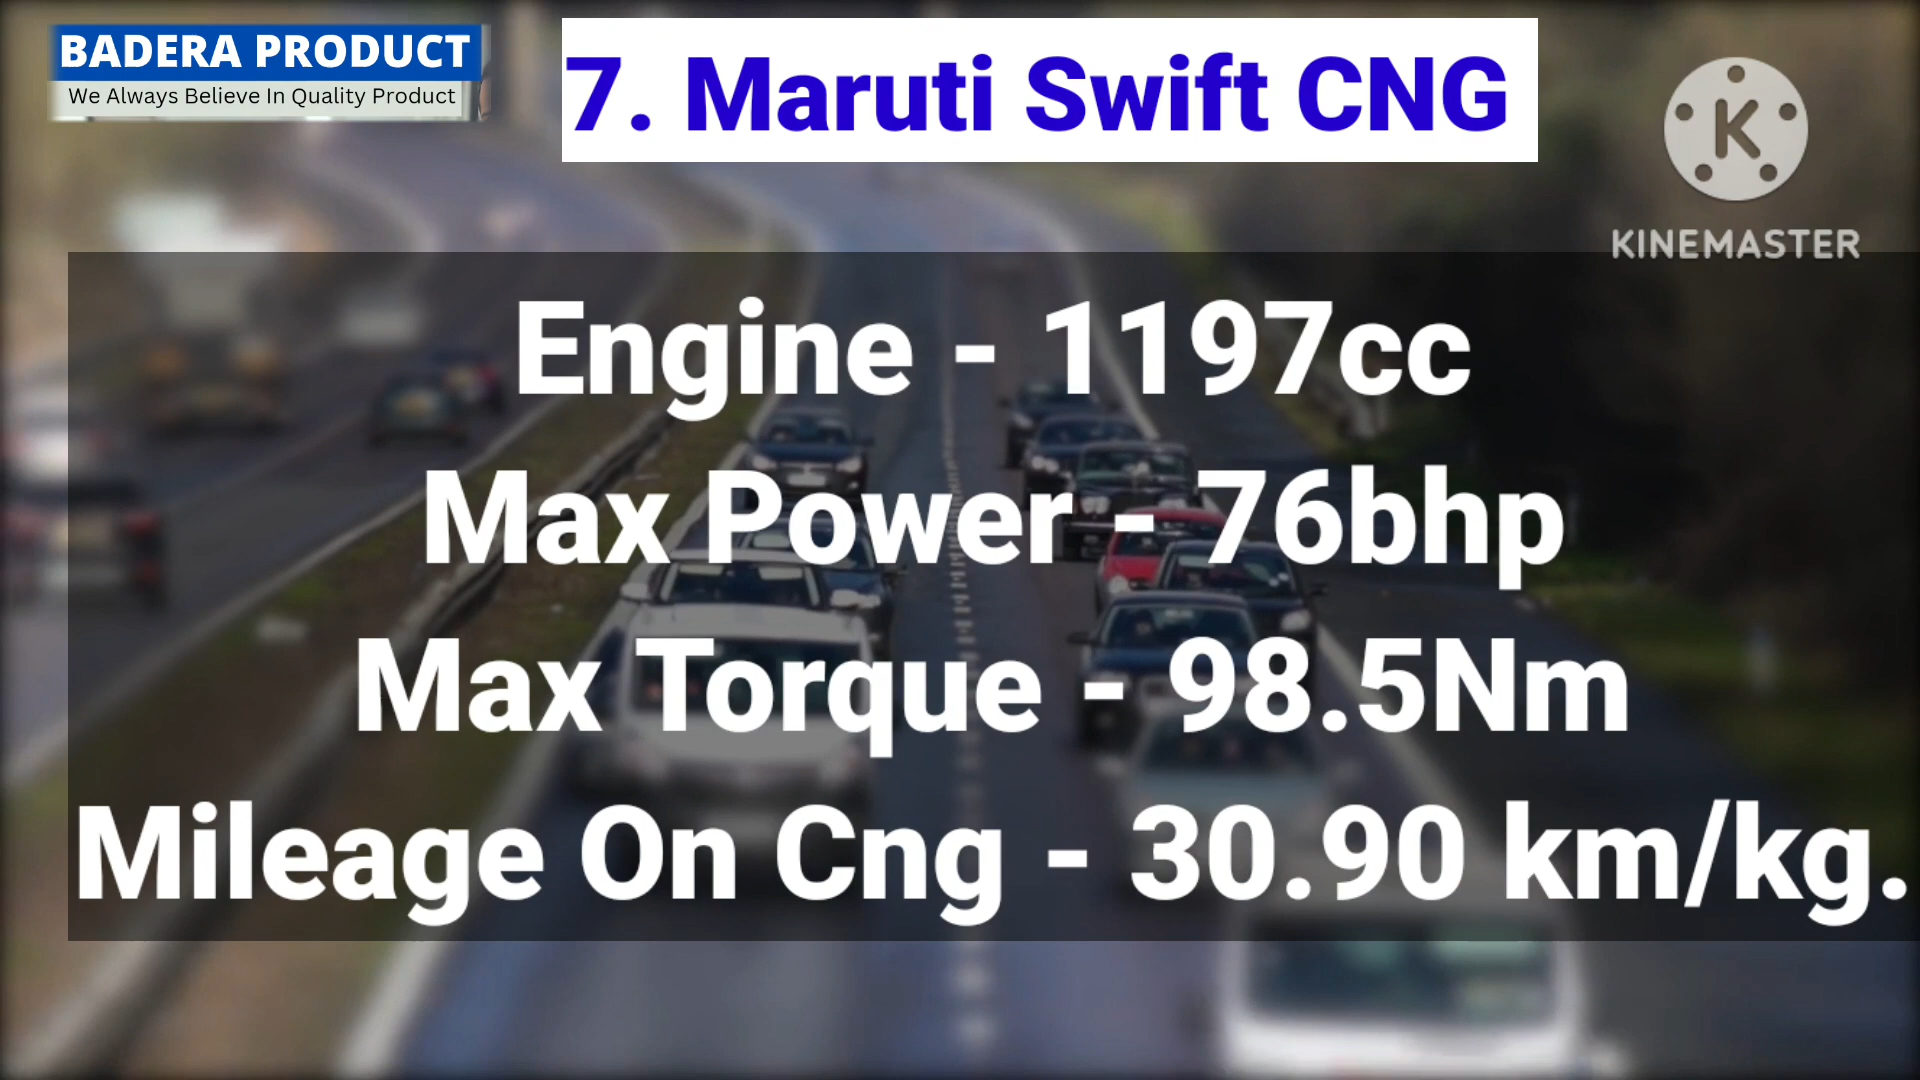 BADERA PRODUCT
We Always Believe In Quality Product
7. Maruti Swift CNG
K
KINEMASTER
Engine - 1197cc
Max Power - 76bhp
Max Torque - 98.5Nm
Mileage On Cng - 30.90 km/kg.